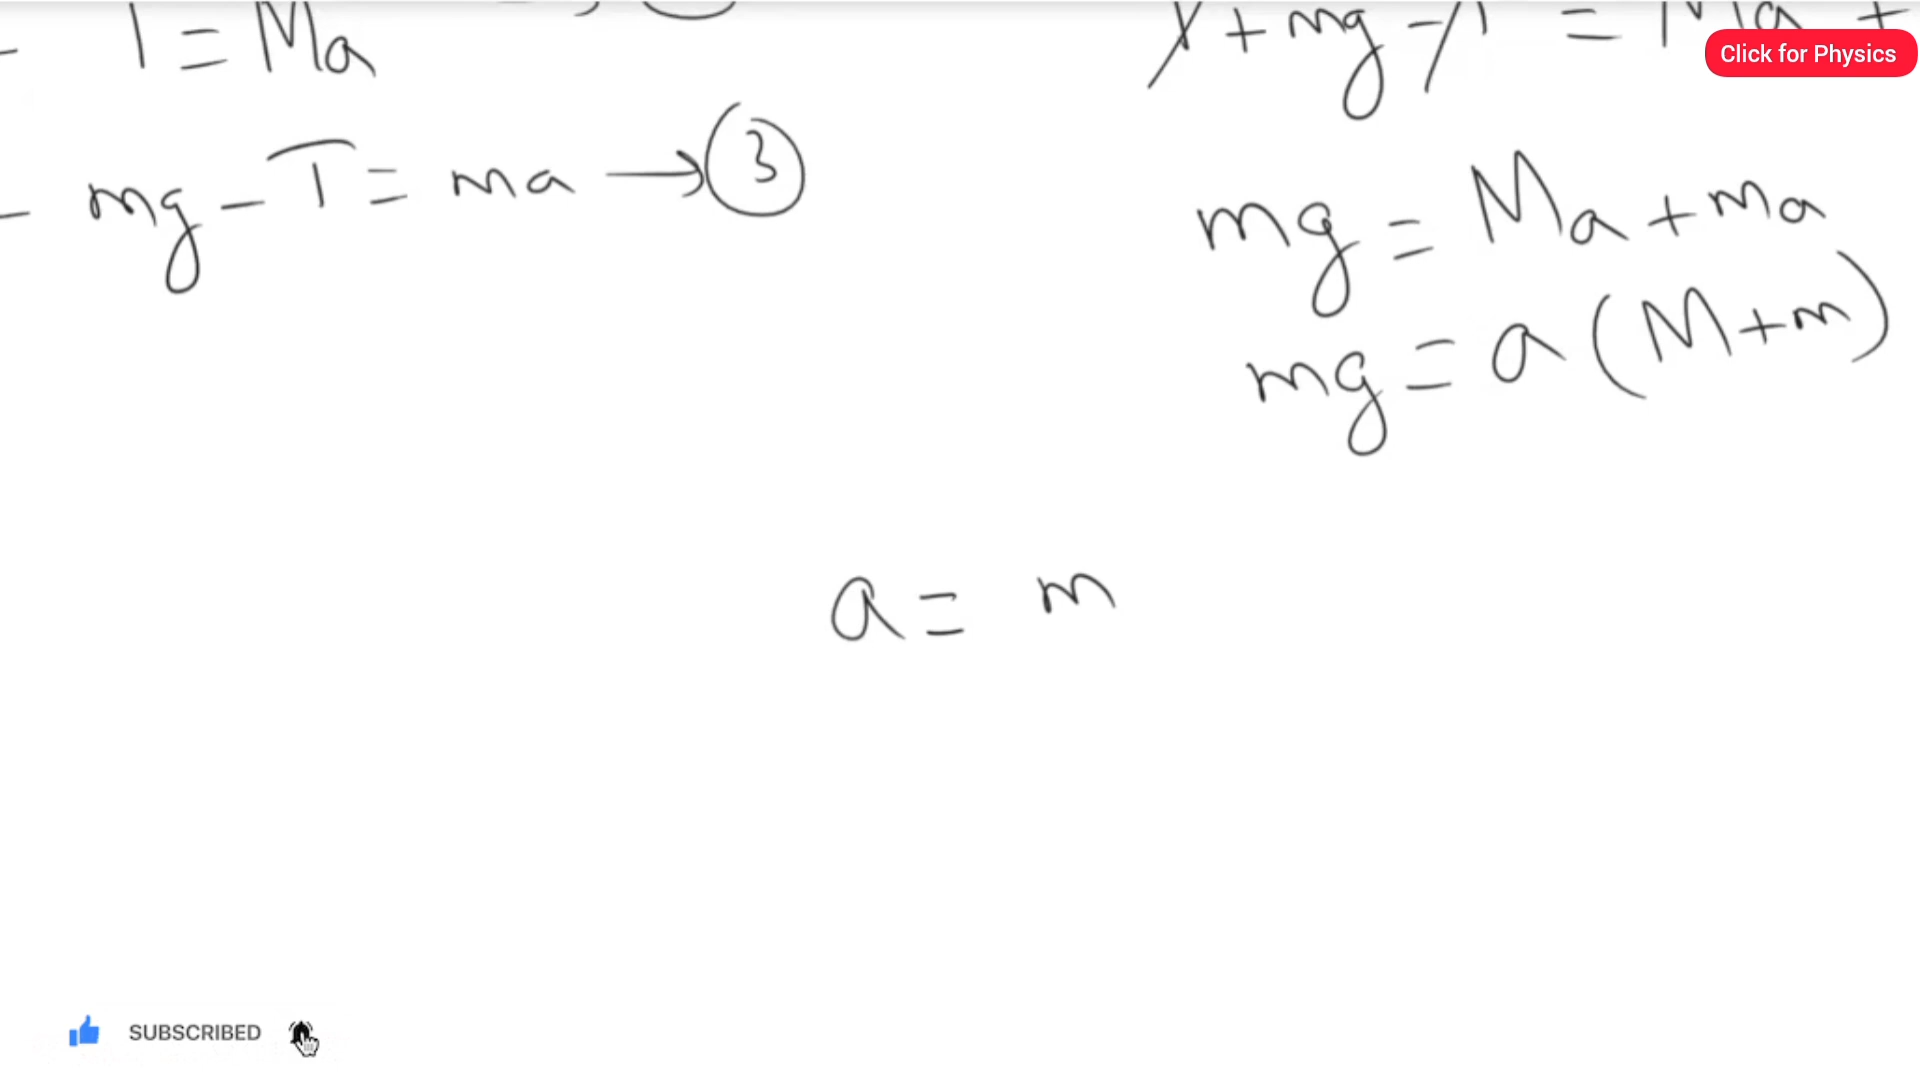 T = Ma
T + mg - T = Ma +
Click for Physics
mg - T = ma → 3
mg = Ma + ma
mg = a (M + m)
a = m
SUBSCRIBED